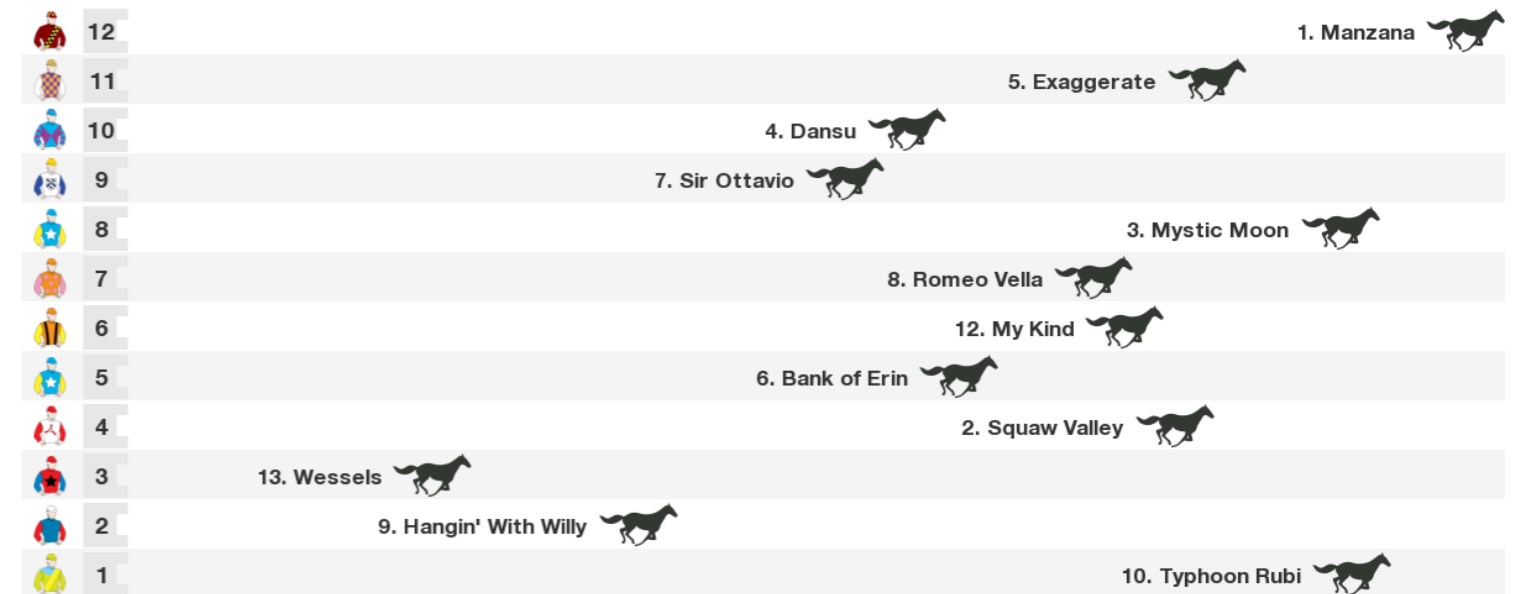 12 1. Manzana
11 5. Exaggerate
10 4. Dansu
9 7. Sir Ottavio
8 3. Mystic Moon
7 8. Romeo Vella
6 12. My Kind
5 6. Bank of Erin
4 2. Squaw Valley
3 13. Wessels
2 9. Hangin' With Willy
1 10. Typhoon Rubi